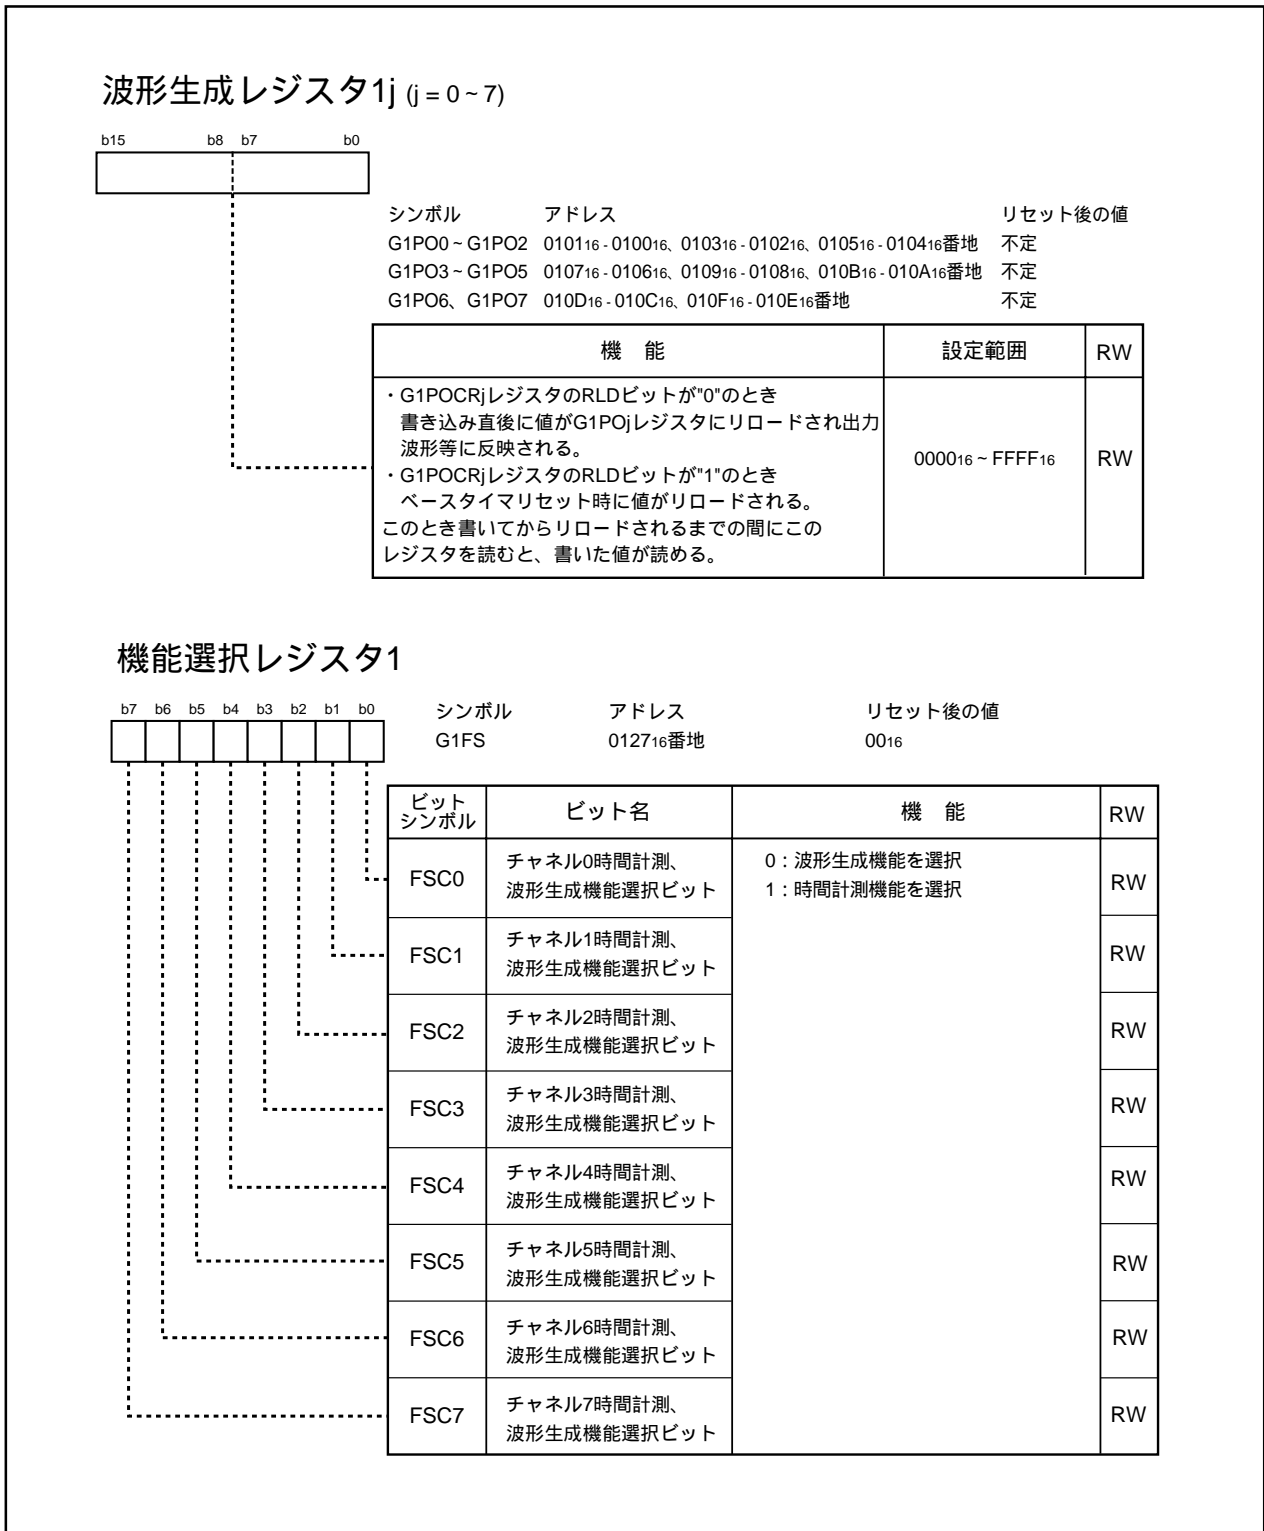 波形生成レジスタ1j (j = 0 ~ 7)
b15 b8 b7 b0
シンボル アドレス リセット後の値
G1PO0 ~ G1PO2 010116 - 010016、010316 - 010216、010516 - 010416番地 不定
G1PO3 ~ G1PO5 010716 - 010616、010916 - 010816、010B16 - 010A16番地 不定
G1PO6、G1PO7 010D16 - 010C16、010F16 - 010E16番地 不定
機 能 設定範囲 RW
・G1POCRjレジスタのRLDビットが"0"のとき
書き込み直後に値がG1POjレジスタにリロードされ出力
波形等に反映される。
・G1POCRjレジスタのRLDビットが"1"のとき
ベースタイマリセット時に値がリロードされる。
このとき書いてからリロードされるまでの間にこの
レジスタを読むと、書いた値が読める。
000016 ~ FFFF16 RW
機能選択レジスタ1
b7 b6 b5 b4 b3 b2 b1 b0
シンボル アドレス リセット後の値
G1FS 012716番地 0016
ビット
シンボル
ビット名 機 能 RW
FSC0
チャネル0時間計測、
波形生成機能選択ビット
0：波形生成機能を選択
1：時間計測機能を選択
RW
FSC1
チャネル1時間計測、
波形生成機能選択ビット
RW
FSC2
チャネル2時間計測、
波形生成機能選択ビット
RW
FSC3
チャネル3時間計測、
波形生成機能選択ビット
RW
FSC4
チャネル4時間計測、
波形生成機能選択ビット
RW
FSC5
チャネル5時間計測、
波形生成機能選択ビット
RW
FSC6
チャネル6時間計測、
波形生成機能選択ビット
RW
FSC7
チャネル7時間計測、
波形生成機能選択ビット
RW